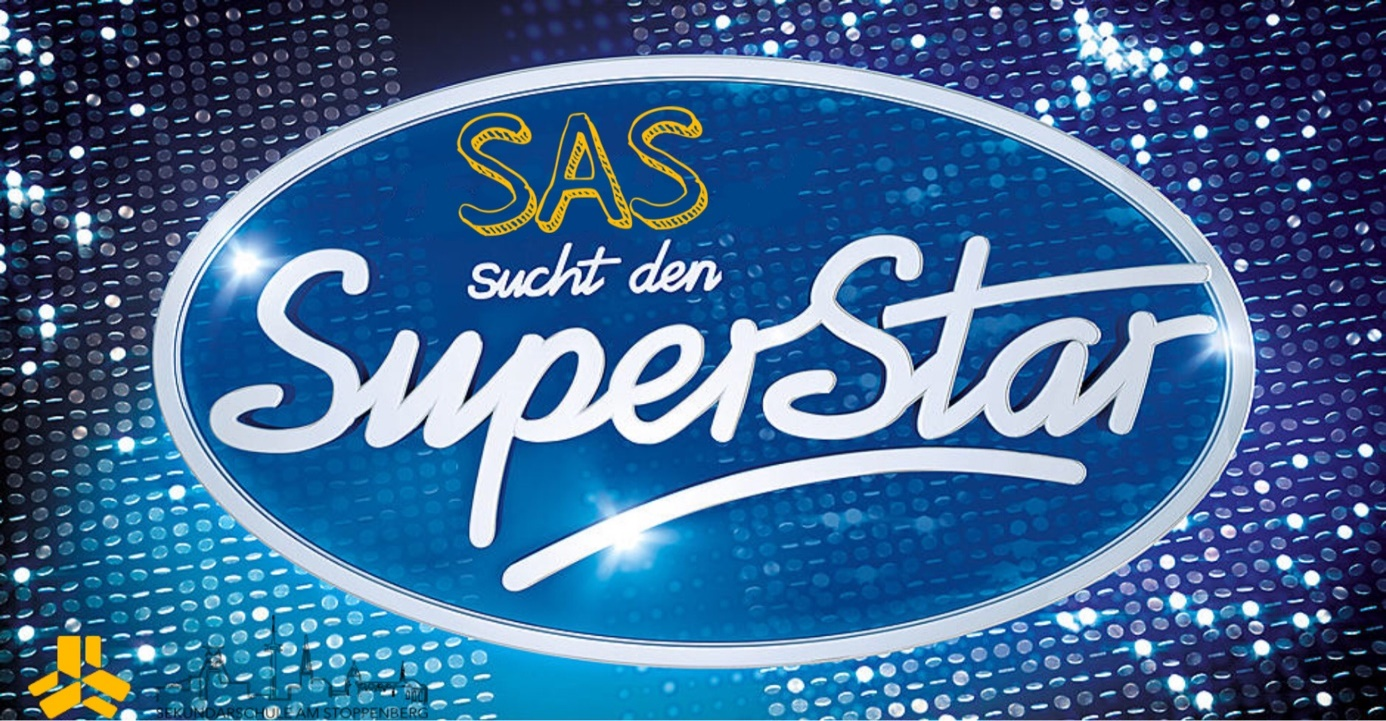 SAS
sucht den
SuperStar
SEKUNDARSCHULE AM STOPPENBERG